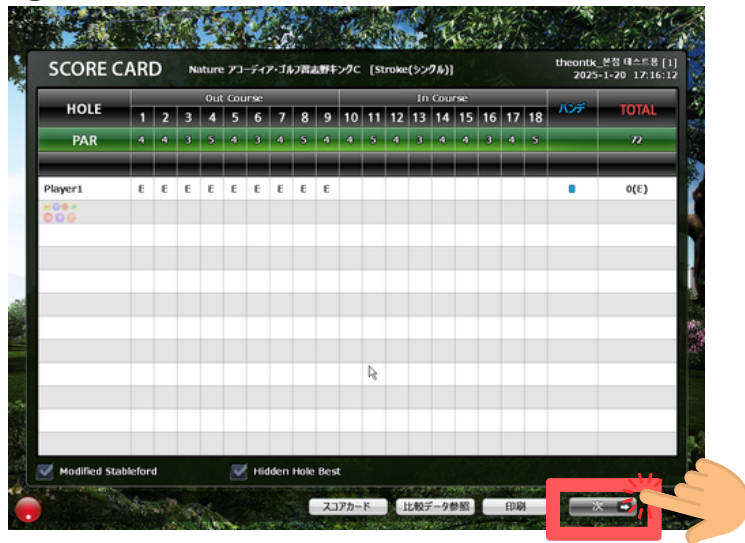 SCORE CARD Nature アコーディア・ゴルフ習志野キングC [Stroke(シングル)] theontk_본점 테스트용 [1]
2025-1-20 17:16:12
HOLE Out Course In Course ハンデ TOTAL
1 2 3 4 5 6 7 8 9 10 11 12 13 14 15 16 17 18
PAR 4 4 3 5 4 3 4 5 4 4 5 4 3 4 4 3 4 5 72
Player1 E E E E E E E E E 0(E)
Modified Stableford Hidden Hole Best
スコアカード 比較データ参照 印刷 次